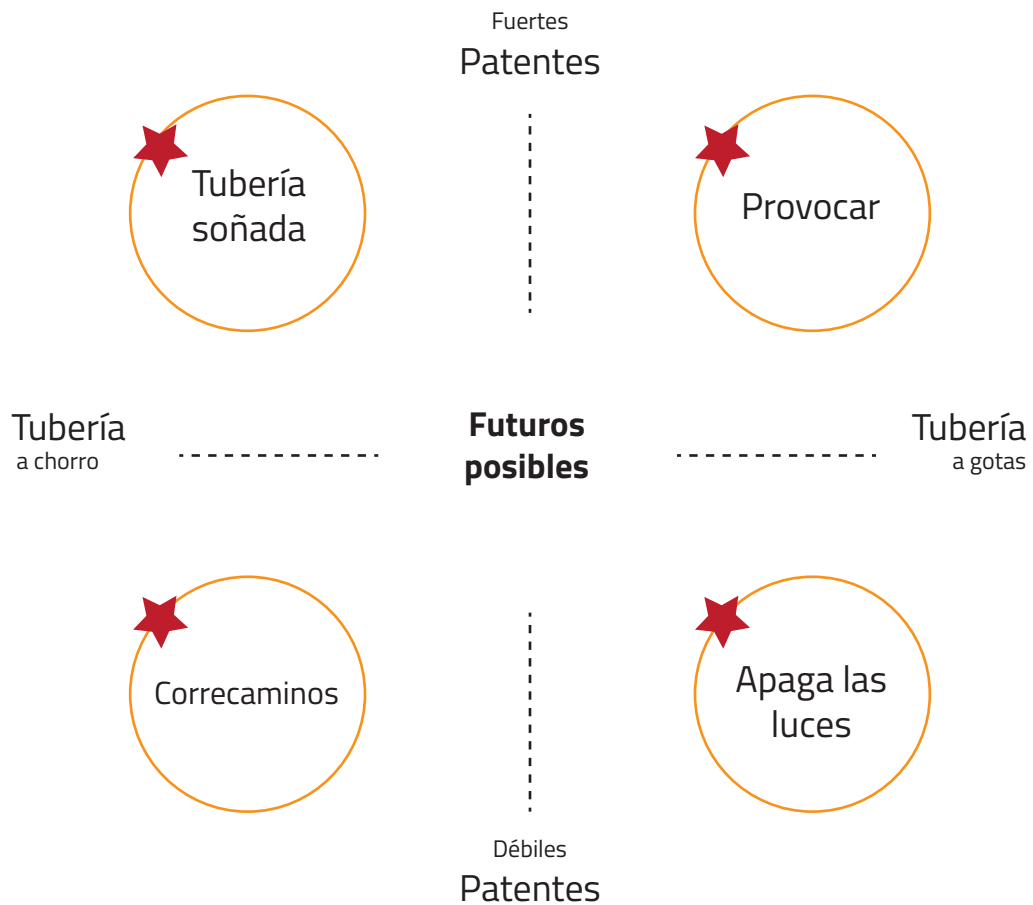 Fuertes
Patentes
Tubería
soñada
Provocar
Tubería
a chorro
Futuros
posibles
Tubería
a gotas
Correcaminos
Apaga las
luces
Débiles
Patentes